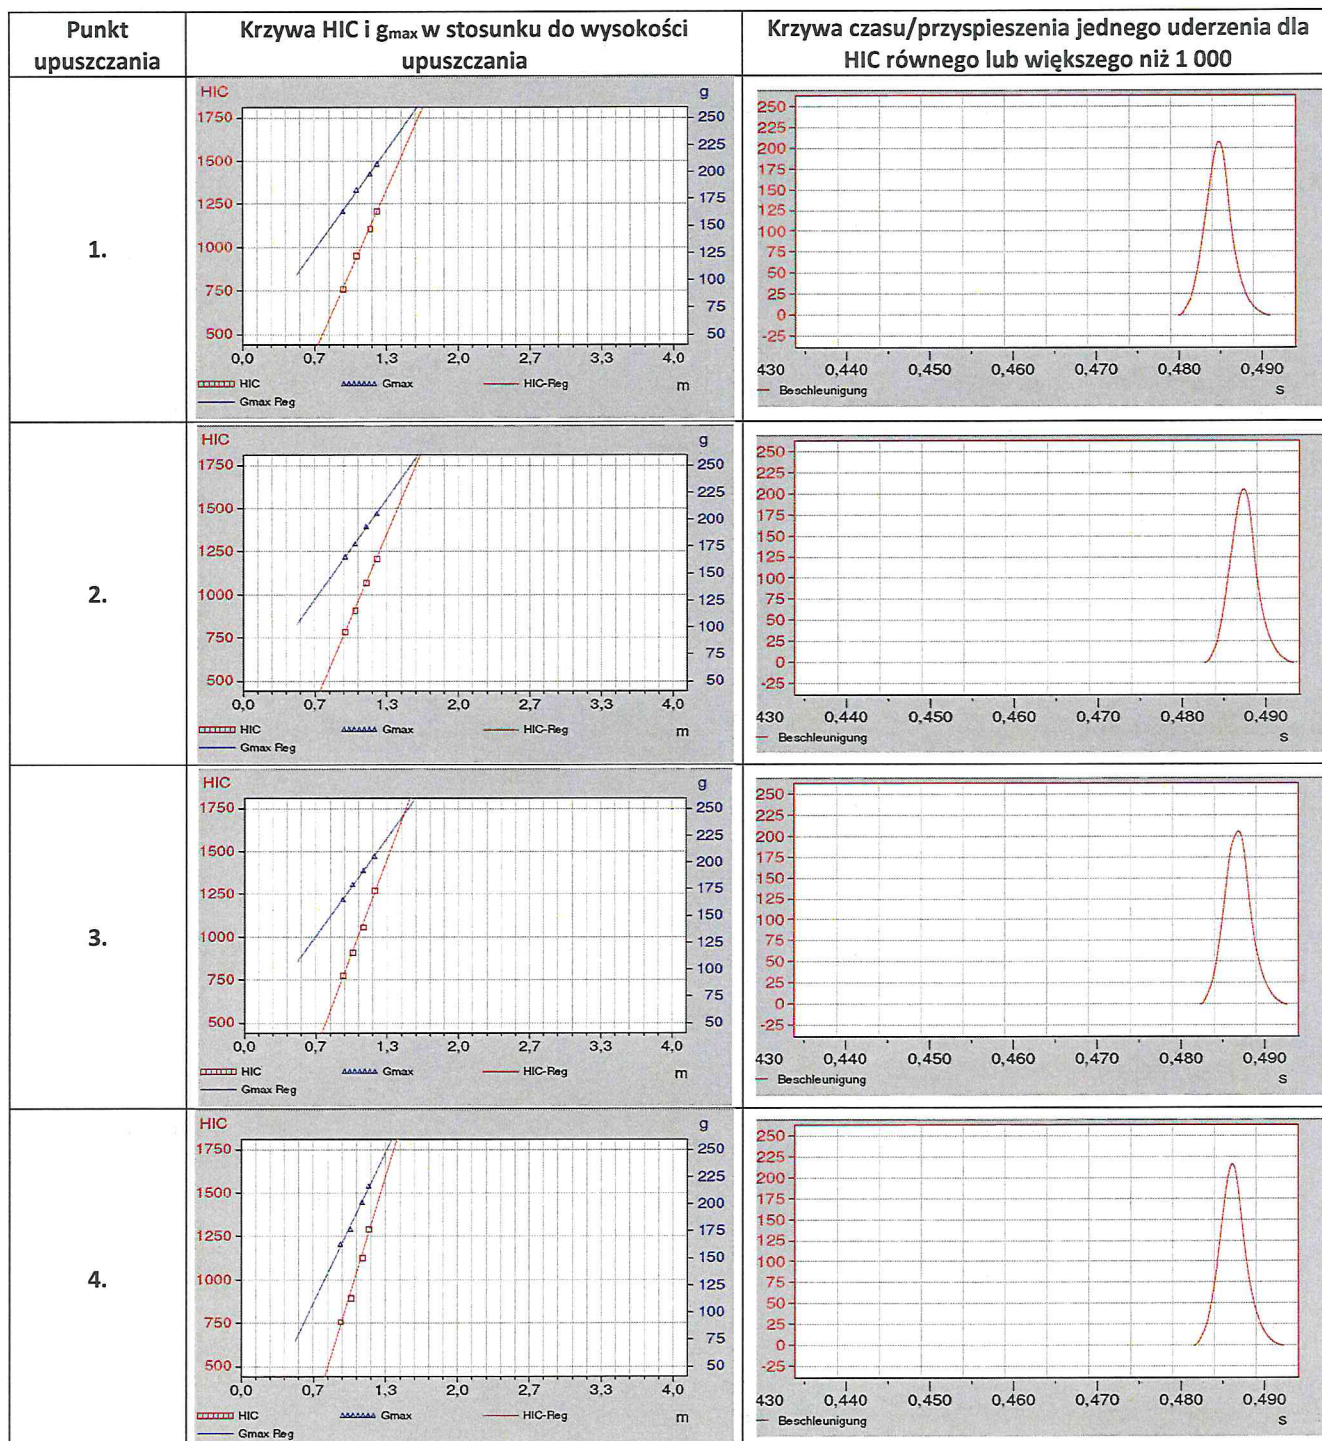 Punkt
upuszczania
Krzywa HIC i gmax w stosunku do wysokości
upuszczania
Krzywa czasu/przyspieszenia jednego uderzenia dla
HIC równego lub większego niż 1 000
1.
HIC g
1750 1500 1250 1000 750 500
250 225 200 175 150 125 100 75 50
0,0 0,7 1,3 2,0 2,7 3,3 4,0
HIC Gmax HIC-Reg m
Gmax Reg
250 225 200 175 150 125 100 75 50 25 0 -25
430 0,440 0,450 0,460 0,470 0,480 0,490
Beschleunigung s
2.
HIC g
1750 1500 1250 1000 750 500
250 225 200 175 150 125 100 75 50
0,0 0,7 1,3 2,0 2,7 3,3 4,0
HIC Gmax HIC-Reg m
Gmax Reg
250 225 200 175 150 125 100 75 50 25 0 -25
430 0,440 0,450 0,460 0,470 0,480 0,490
Beschleunigung s
3.
HIC g
1750 1500 1250 1000 750 500
250 225 200 175 150 125 100 75 50
0,0 0,7 1,3 2,0 2,7 3,3 4,0
HIC Gmax HIC-Reg m
Gmax Reg
250 225 200 175 150 125 100 75 50 25 0 -25
430 0,440 0,450 0,460 0,470 0,480 0,490
Beschleunigung s
4.
HIC g
1750 1500 1250 1000 750 500
250 225 200 175 150 125 100 75 50
0,0 0,7 1,3 2,0 2,7 3,3 4,0
HIC Gmax HIC-Reg m
Gmax Reg
250 225 200 175 150 125 100 75 50 25 0 -25
430 0,440 0,450 0,460 0,470 0,480 0,490
Beschleunigung s